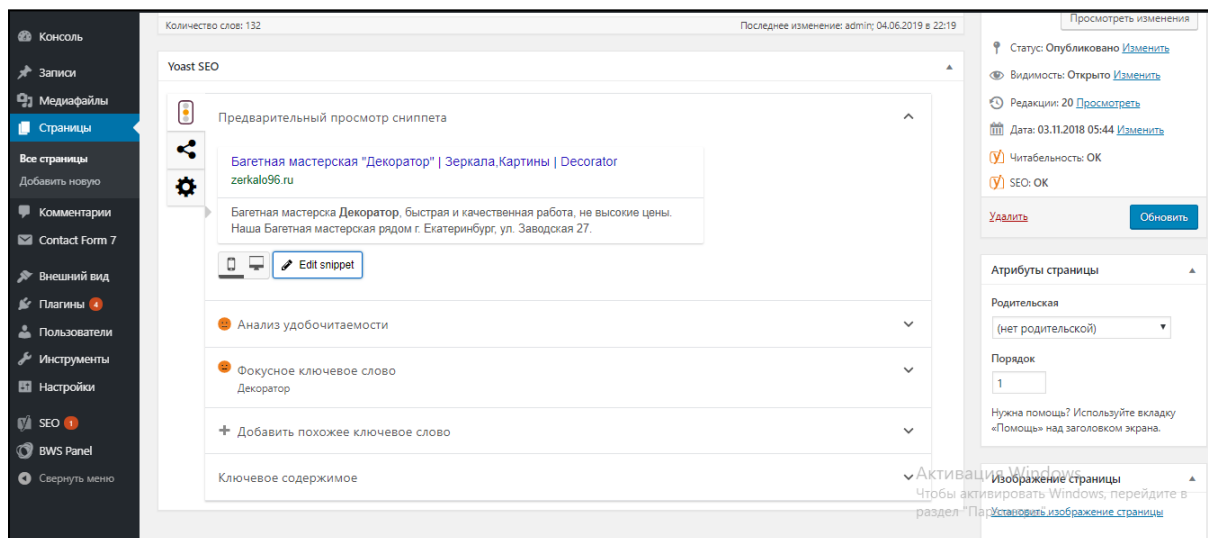 Консоль
Записи
Медиафайлы
Страницы
Все страницы
Добавить новую
Комментарии
Contact Form 7
Внешний вид
Плагины 4
Пользователи
Инструменты
Настройки
SEO 1
BWS Panel
Свернуть меню
Количество слов: 132
Последнее изменение: admin; 04.06.2019 в 22:19
Yoast SEO
Предварительный просмотр сниппета
Багетная мастерская "Декоратор" | Зеркала,Картины | Decorator
zerkalo96.ru
Багетная мастерска Декоратор, быстрая и качественная работа, не высокие цены.
Наша Багетная мастерская рядом г. Екатеринбург, ул. Заводская 27.
Edit snippet
Анализ удобочитаемости
Фокусное ключевое слово
Декоратор
Добавить похожее ключевое слово
Ключевое содержимое
Просмотреть изменения
Статус: Опубликовано Изменить
Видимость: Открыто Изменить
Редакции: 20 Просмотреть
Дата: 03.11.2018 05:44 Изменить
Читабельность: OK
SEO: OK
Удалить
Обновить
Атрибуты страницы
Родительская
(нет родительской)
Порядок
1
Нужна помощь? Используйте вкладку
«Помощь» над заголовком экрана.
Изображение страницы
Установить изображение страницы
Активация Windows
Чтобы активировать Windows, перейдите в
раздел "Параметры".